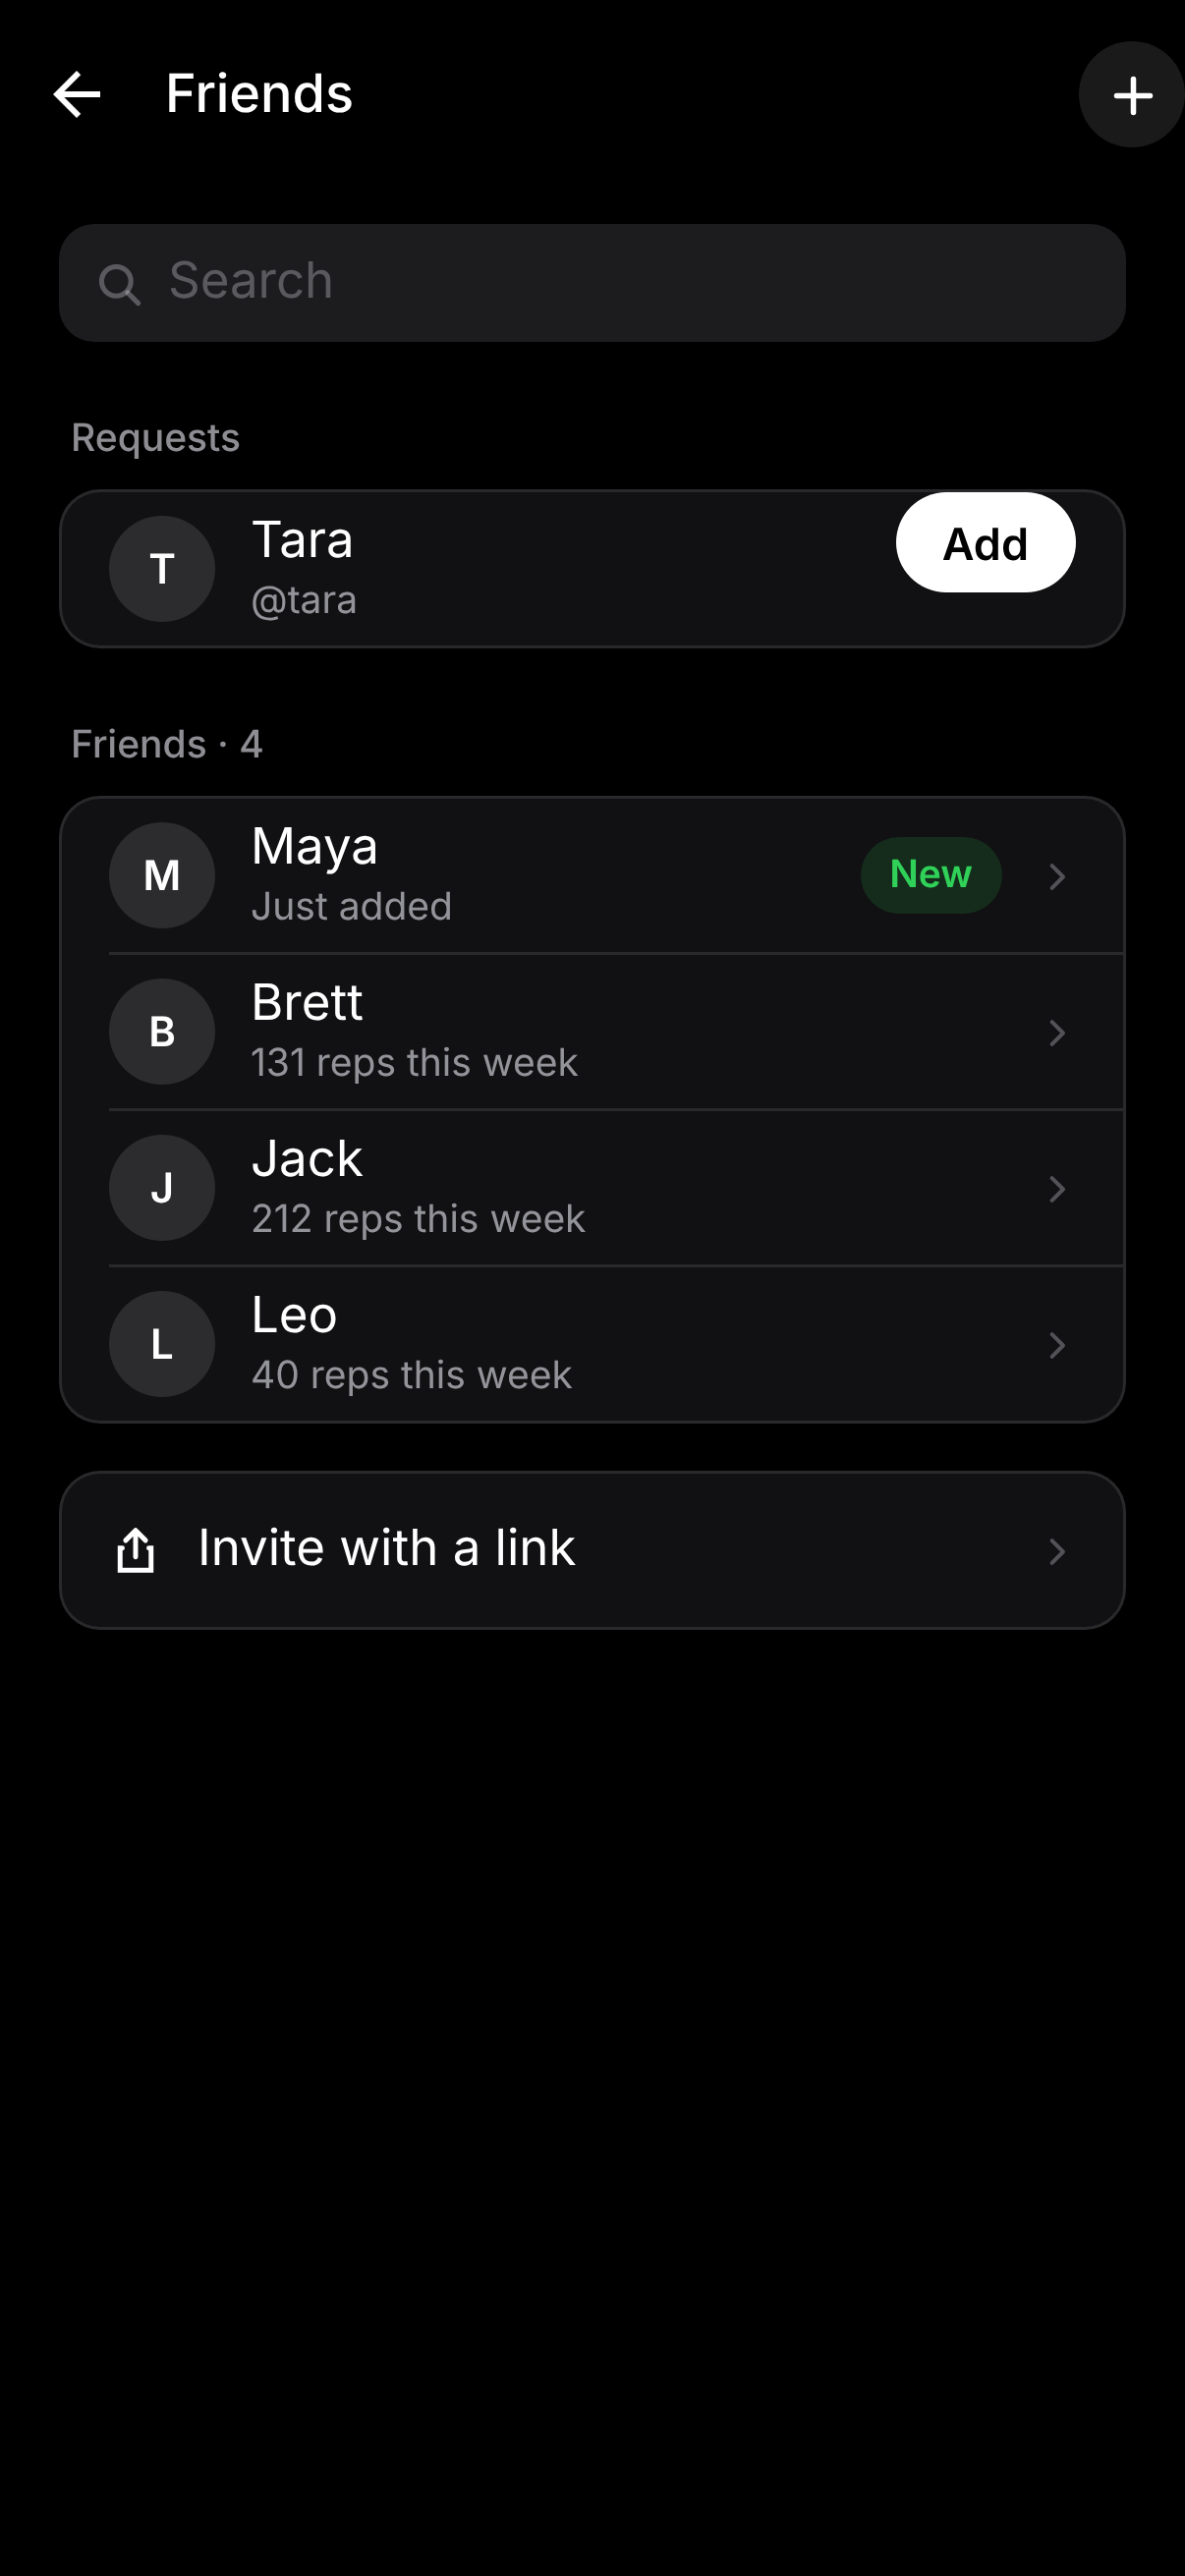 Friends
Search
Requests
T
Tara
@tara
Add
Friends · 4
M
Maya
Just added
New
B
Brett
131 reps this week
J
Jack
212 reps this week
L
Leo
40 reps this week
Invite with a link